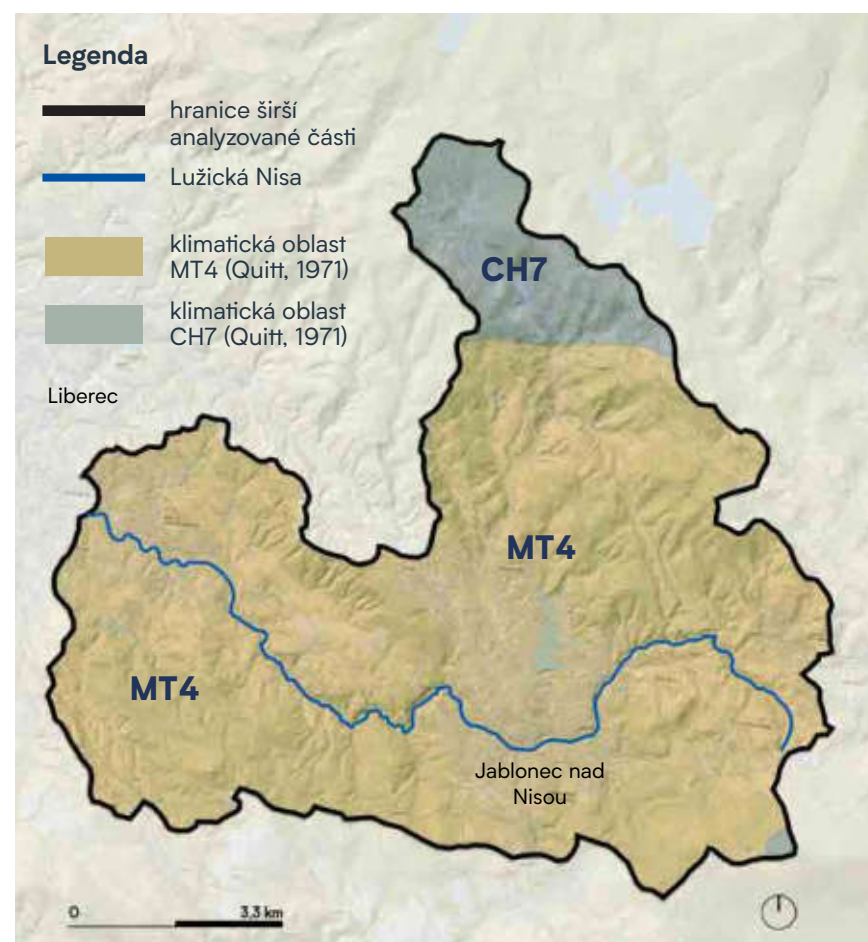 Legenda
hranice širší
analyzované části
Lužická Nisa
klimatická oblast
MT4 (Quitt, 1971)
klimatická oblast
CH7 (Quitt, 1971)
CH7
Liberec
MT4
MT4
Jablonec nad
Nisou
0 3,3 km